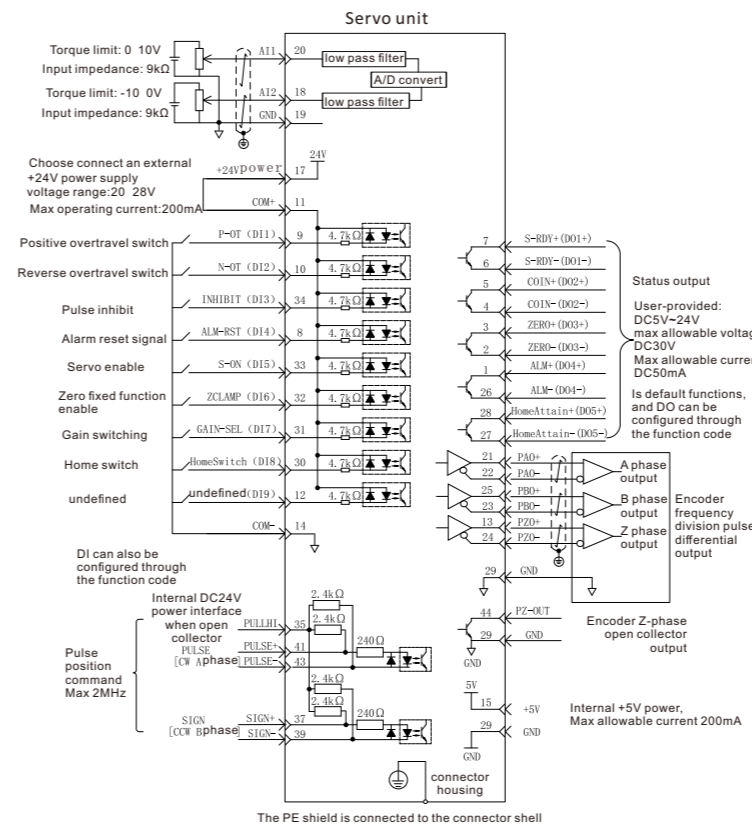 Servo unit
Torque limit: 0 10V
Input impedance: 9kΩ
AI1
20
low pass filter
A/D convert
Torque limit: -10 0V
Input impedance: 9kΩ
AI2
18
low pass filter
GND
19
Choose connect an external
+24V power supply
voltage range:20 28V
Max operating current:200mA
+24Vpower
17
24V
COM+
11
Positive overtravel switch
P-OT (DI1)
9
4.7kΩ
Reverse overtravel switch
N-OT (DI2)
10
4.7kΩ
Pulse inhibit
INHIBIT (DI3)
34
4.7kΩ
Alarm reset signal
ALM-RST (DI4)
8
4.7kΩ
Servo enable
S-ON (DI5)
33
4.7kΩ
Zero fixed function
enable
ZCLAMP (DI6)
32
4.7kΩ
Gain switching
GAIN-SEL (DI7)
31
4.7kΩ
Home switch
HomeSwitch (DI8)
30
4.7kΩ
undefined
undefined(DI9)
12
4.7kΩ
COM-
14
DI can also be
configured through
the function code
7
S-RDY+(DO1+)
6
S-RDY-(DO1-)
5
COIN+(DO2+)
4
COIN-(DO2-)
3
ZERO+(DO3+)
2
ZERO-(DO3-)
1
ALM+(DO4+)
26
ALM-(DO4-)
28
HomeAttain+(DO5+)
27
HomeAttain-(DO5-)
Status output
User-provided:
DC5V~24V
max allowable voltag
DC30V
Max allowable curren
DC50mA
Is default functions,
and DO can be
configured through
the function code
21
PAO+
22
PAO-
A phase
output
25
PBO+
23
PBO-
B phase
output
13
PZO+
24
PZO-
Z phase
output
Encoder
frequency
division pulse
differential
output
29
GND
44
PZ-OUT
29
GND
GND
Encoder Z-phase
open collector
output
5V
15
+5V
29
GND
GND
Internal +5V power,
Max allowable current 200mA
Internal DC24V
power interface
when open
collector
PULLHI
35
2.4kΩ
2.4kΩ
Pulse
position
command
Max 2MHz
PULSE
[CW Aphase]
PULSE+
41
240Ω
PULSE-
43
2.4kΩ
2.4kΩ
SIGN
[CCW Bphase]
SIGN+
37
240Ω
SIGN-
39
connector
housing
The PE shield is connected to the connector shell